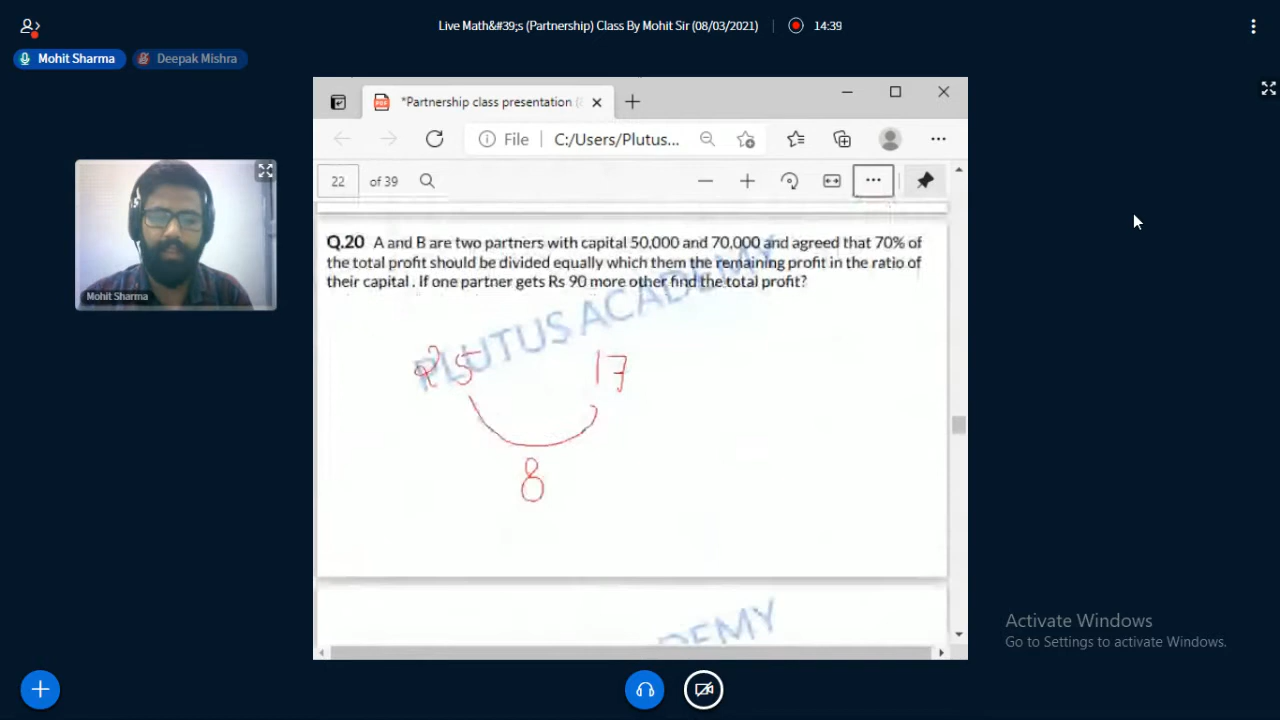 Live Math&#39;s (Partnership) Class By Mohit Sir (08/03/2021)
14:39
Mohit Sharma
Deepak Mishra
*Partnership class presentation (
File
C:/Users/Plutus...
22
of 39
Q.20 A and B are two partners with capital 50,000 and 70,000 and agreed that 70% of
the total profit should be divided equally which them the remaining profit in the ratio of
their capital . If one partner gets Rs 90 more other find the total profit?
PLUTUS ACADEMY
Mohit Sharma
25 17
8
ADEMY
Activate Windows
Go to Settings to activate Windows.